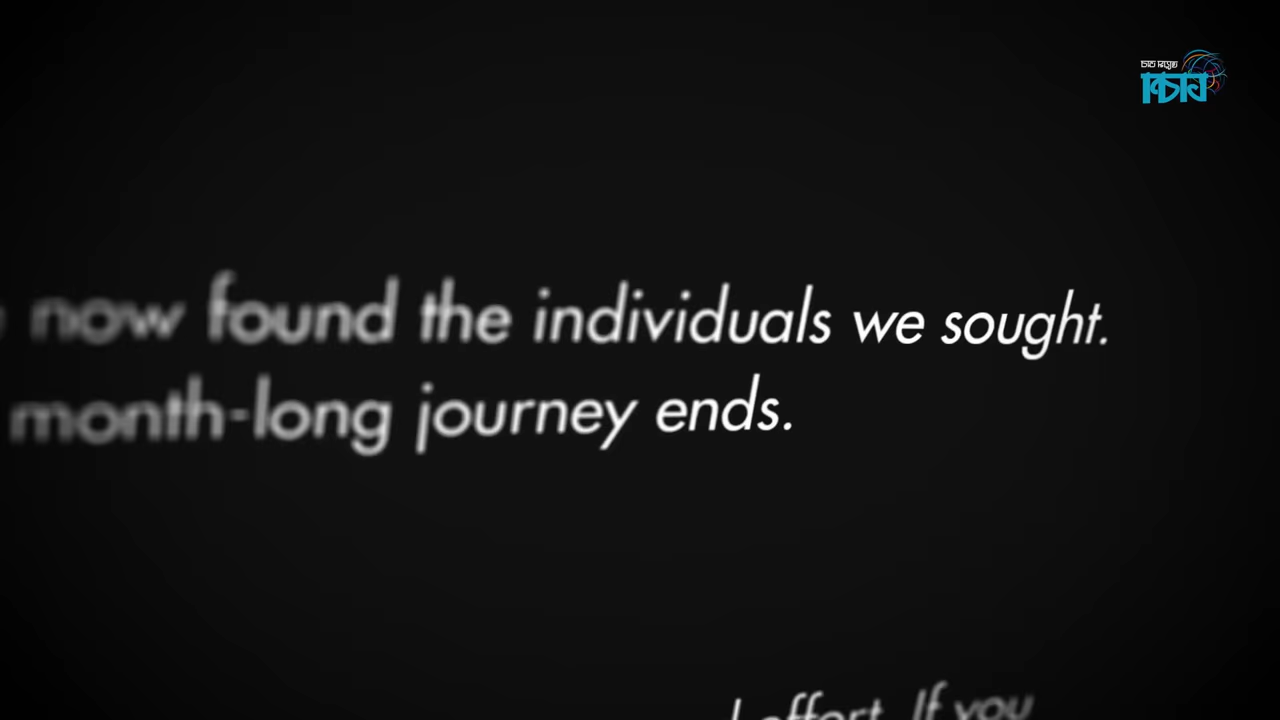 now found the individuals we sought.
month-long journey ends.
effort. If you